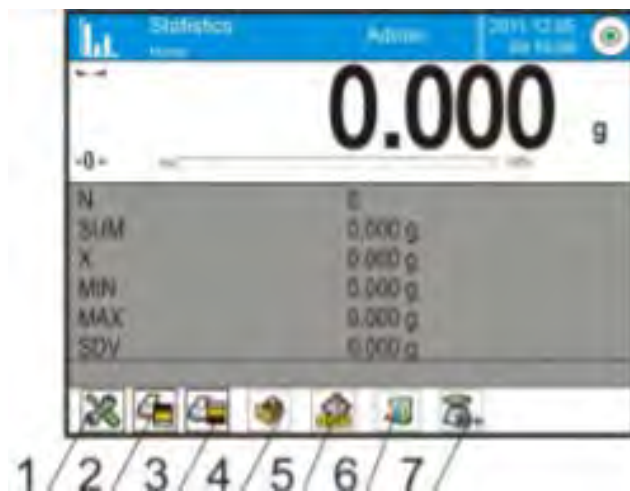 Statistics Admin 2011.12.05
Home
0.000 g
-0-
N 0
SUM 0.000 g
X 0.000 g
MIN 0.000 g
MAX 0.000 g
SDV 0.000 g
1 2 3 4 5 6 7